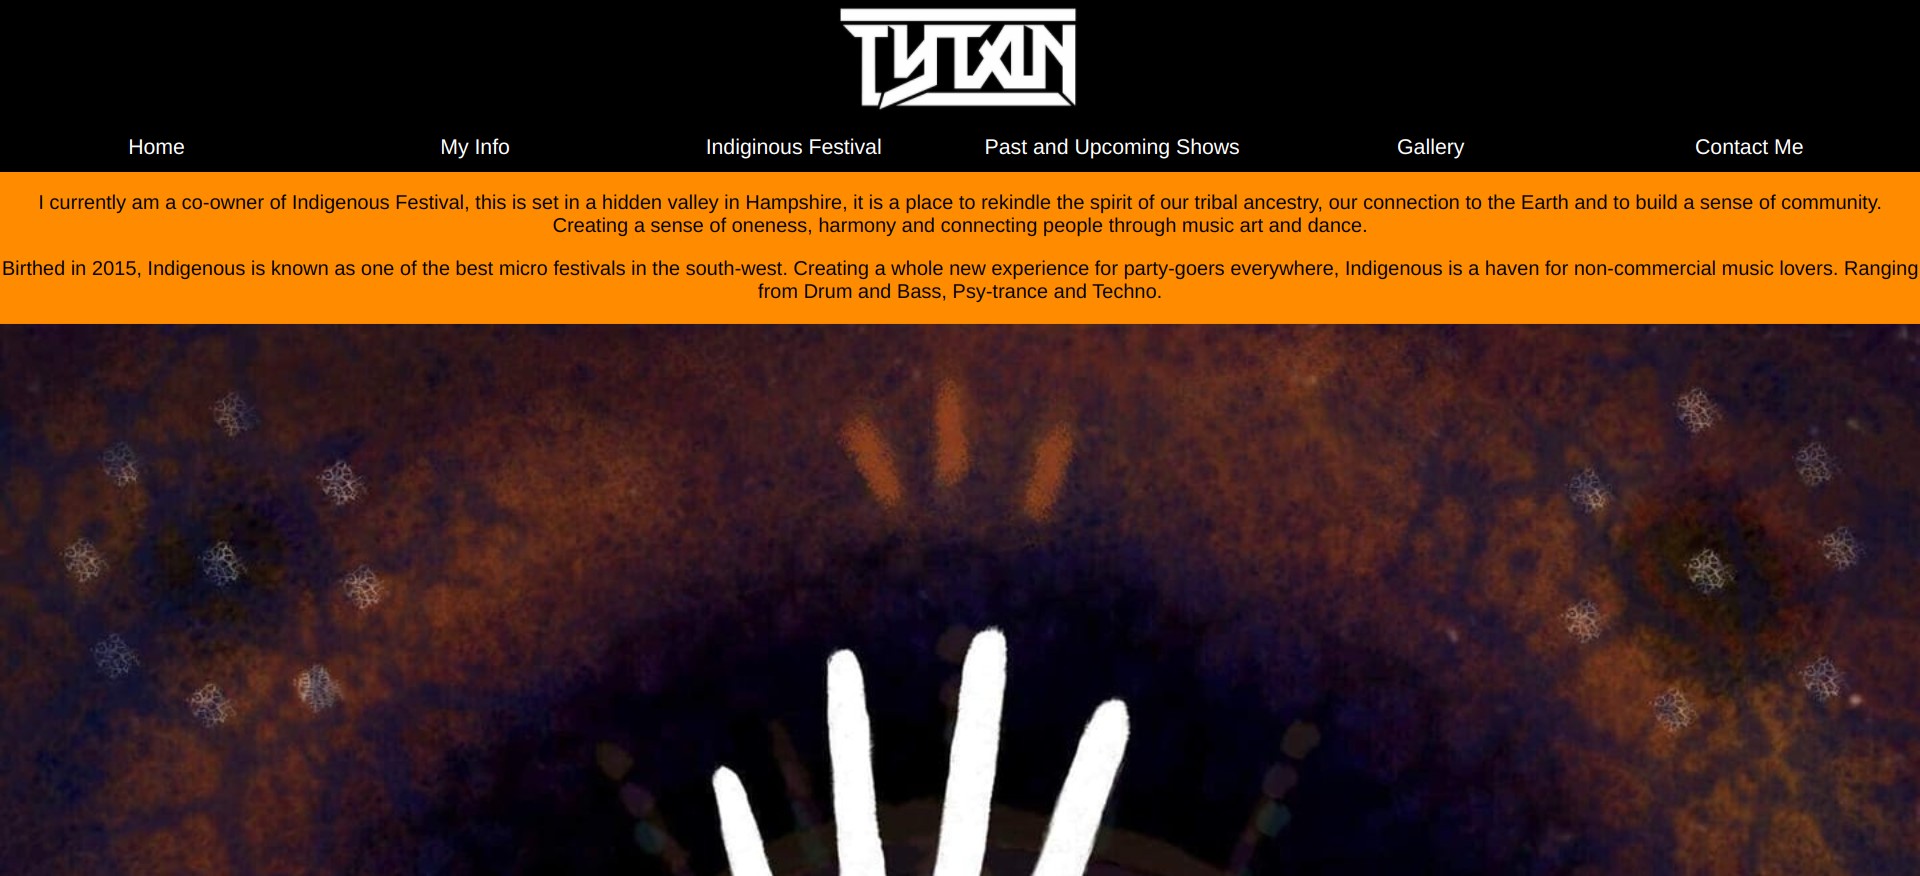 TYTAN
Home
My Info
Indiginous Festival
Past and Upcoming Shows
Gallery
Contact Me
I currently am a co-owner of Indigenous Festival, this is set in a hidden valley in Hampshire, it is a place to rekindle the spirit of our tribal ancestry, our connection to the Earth and to build a sense of community.
Creating a sense of oneness, harmony and connecting people through music art and dance.
Birthed in 2015, Indigenous is known as one of the best micro festivals in the south-west. Creating a whole new experience for party-goers everywhere, Indigenous is a haven for non-commercial music lovers. Ranging
from Drum and Bass, Psy-trance and Techno.